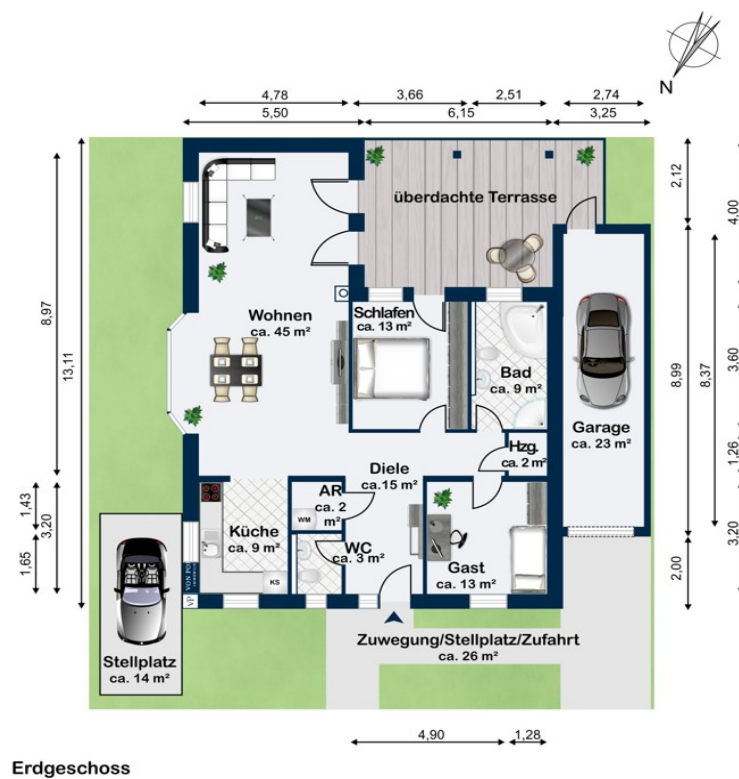 N
4,78
3,66
2,51
2,74
5,50
6,15
3,25
2,12
4,00
überdachte Terrasse
8,97
13,11
Wohnen
ca. 45 m²
Schlafen
ca. 13 m²
Bad
ca. 9 m²
Garage
ca. 23 m²
8,99
8,37
3,60
1,26
Hzg.
ca. 2 m²
Diele
ca.15 m²
1,43
3,20
1,65
AR
ca. 2
m²
WM
Küche
ca. 9 m²
WC
ca. 3 m²
KS
Gast
ca. 13 m²
3,20
2,00
VP
Stellplatz
ca. 14 m²
Zuwegung/Stellplatz/Zufahrt
ca. 26 m²
4,90
1,28
Erdgeschoss